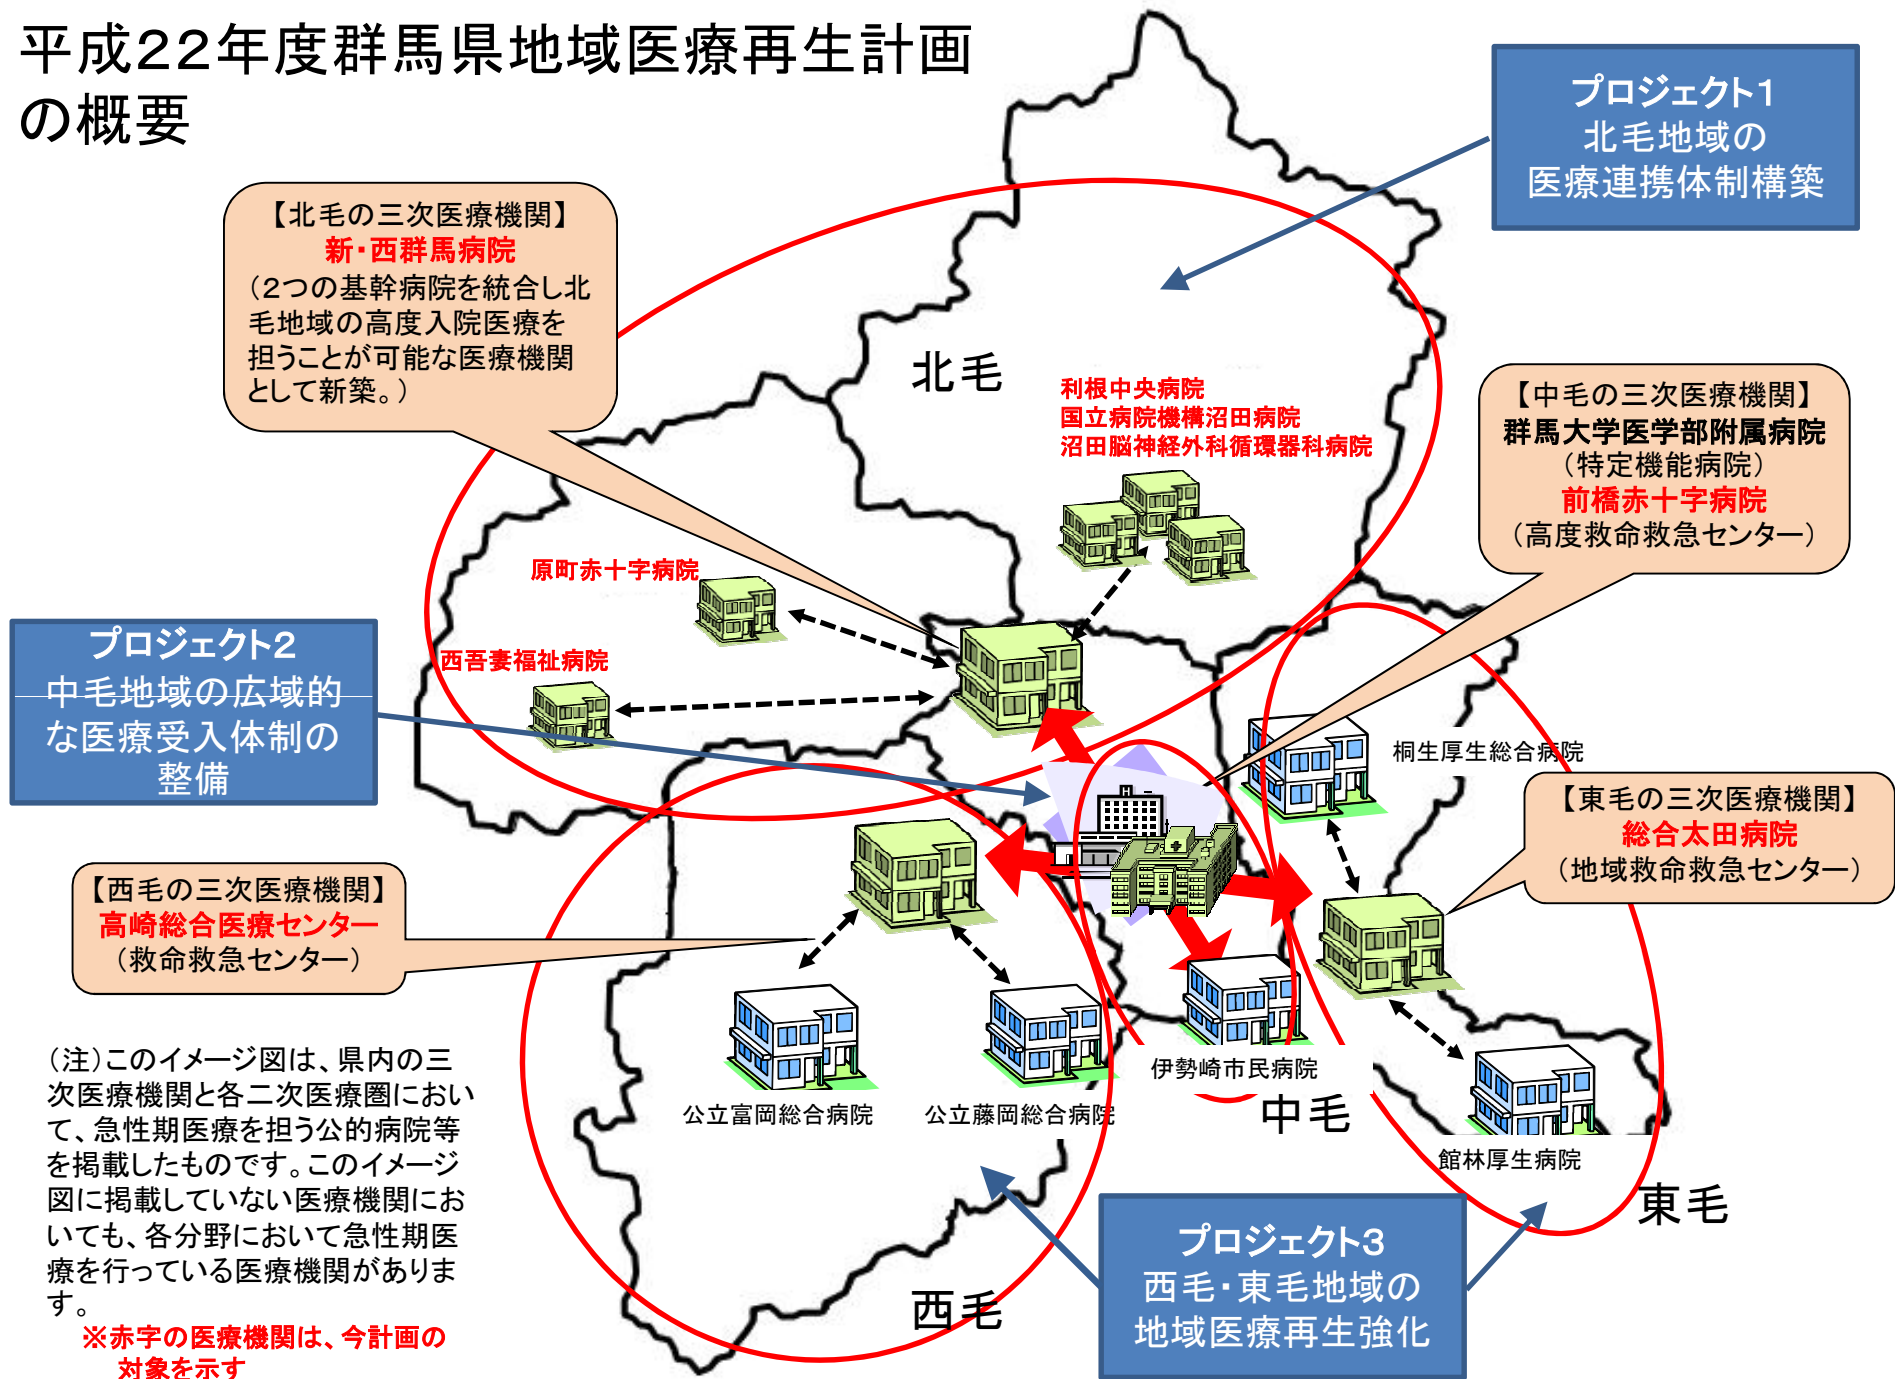 平成22年度群馬県地域医療再生計画
の概要
プロジェクト1
北毛地域の
医療連携体制構築
【北毛の三次医療機関】
新・西群馬病院
（2つの基幹病院を統合し北
毛地域の高度入院医療を
担うことが可能な医療機関
として新築。）
北毛
利根中央病院
国立病院機構沼田病院
沼田脳神経外科循環器科病院
【中毛の三次医療機関】
群馬大学医学部附属病院
（特定機能病院）
前橋赤十字病院
（高度救命救急センター）
原町赤十字病院
西吾妻福祉病院
プロジェクト2
中毛地域の広域的
な医療受入体制の
整備
桐生厚生総合病院
【東毛の三次医療機関】
総合太田病院
（地域救命救急センター）
【西毛の三次医療機関】
高崎総合医療センター
（救命救急センター）
伊勢崎市民病院
公立富岡総合病院
公立藤岡総合病院
中毛
館林厚生病院
東毛
（注）このイメージ図は、県内の三
次医療機関と各二次医療圏におい
て、急性期医療を担う公的病院等
を掲載したものです。このイメージ
図に掲載していない医療機関にお
いても、各分野において急性期医
療を行っている医療機関がありま
す。
※赤字の医療機関は、今計画の
対象を示す
西毛
プロジェクト3
西毛・東毛地域の
地域医療再生強化